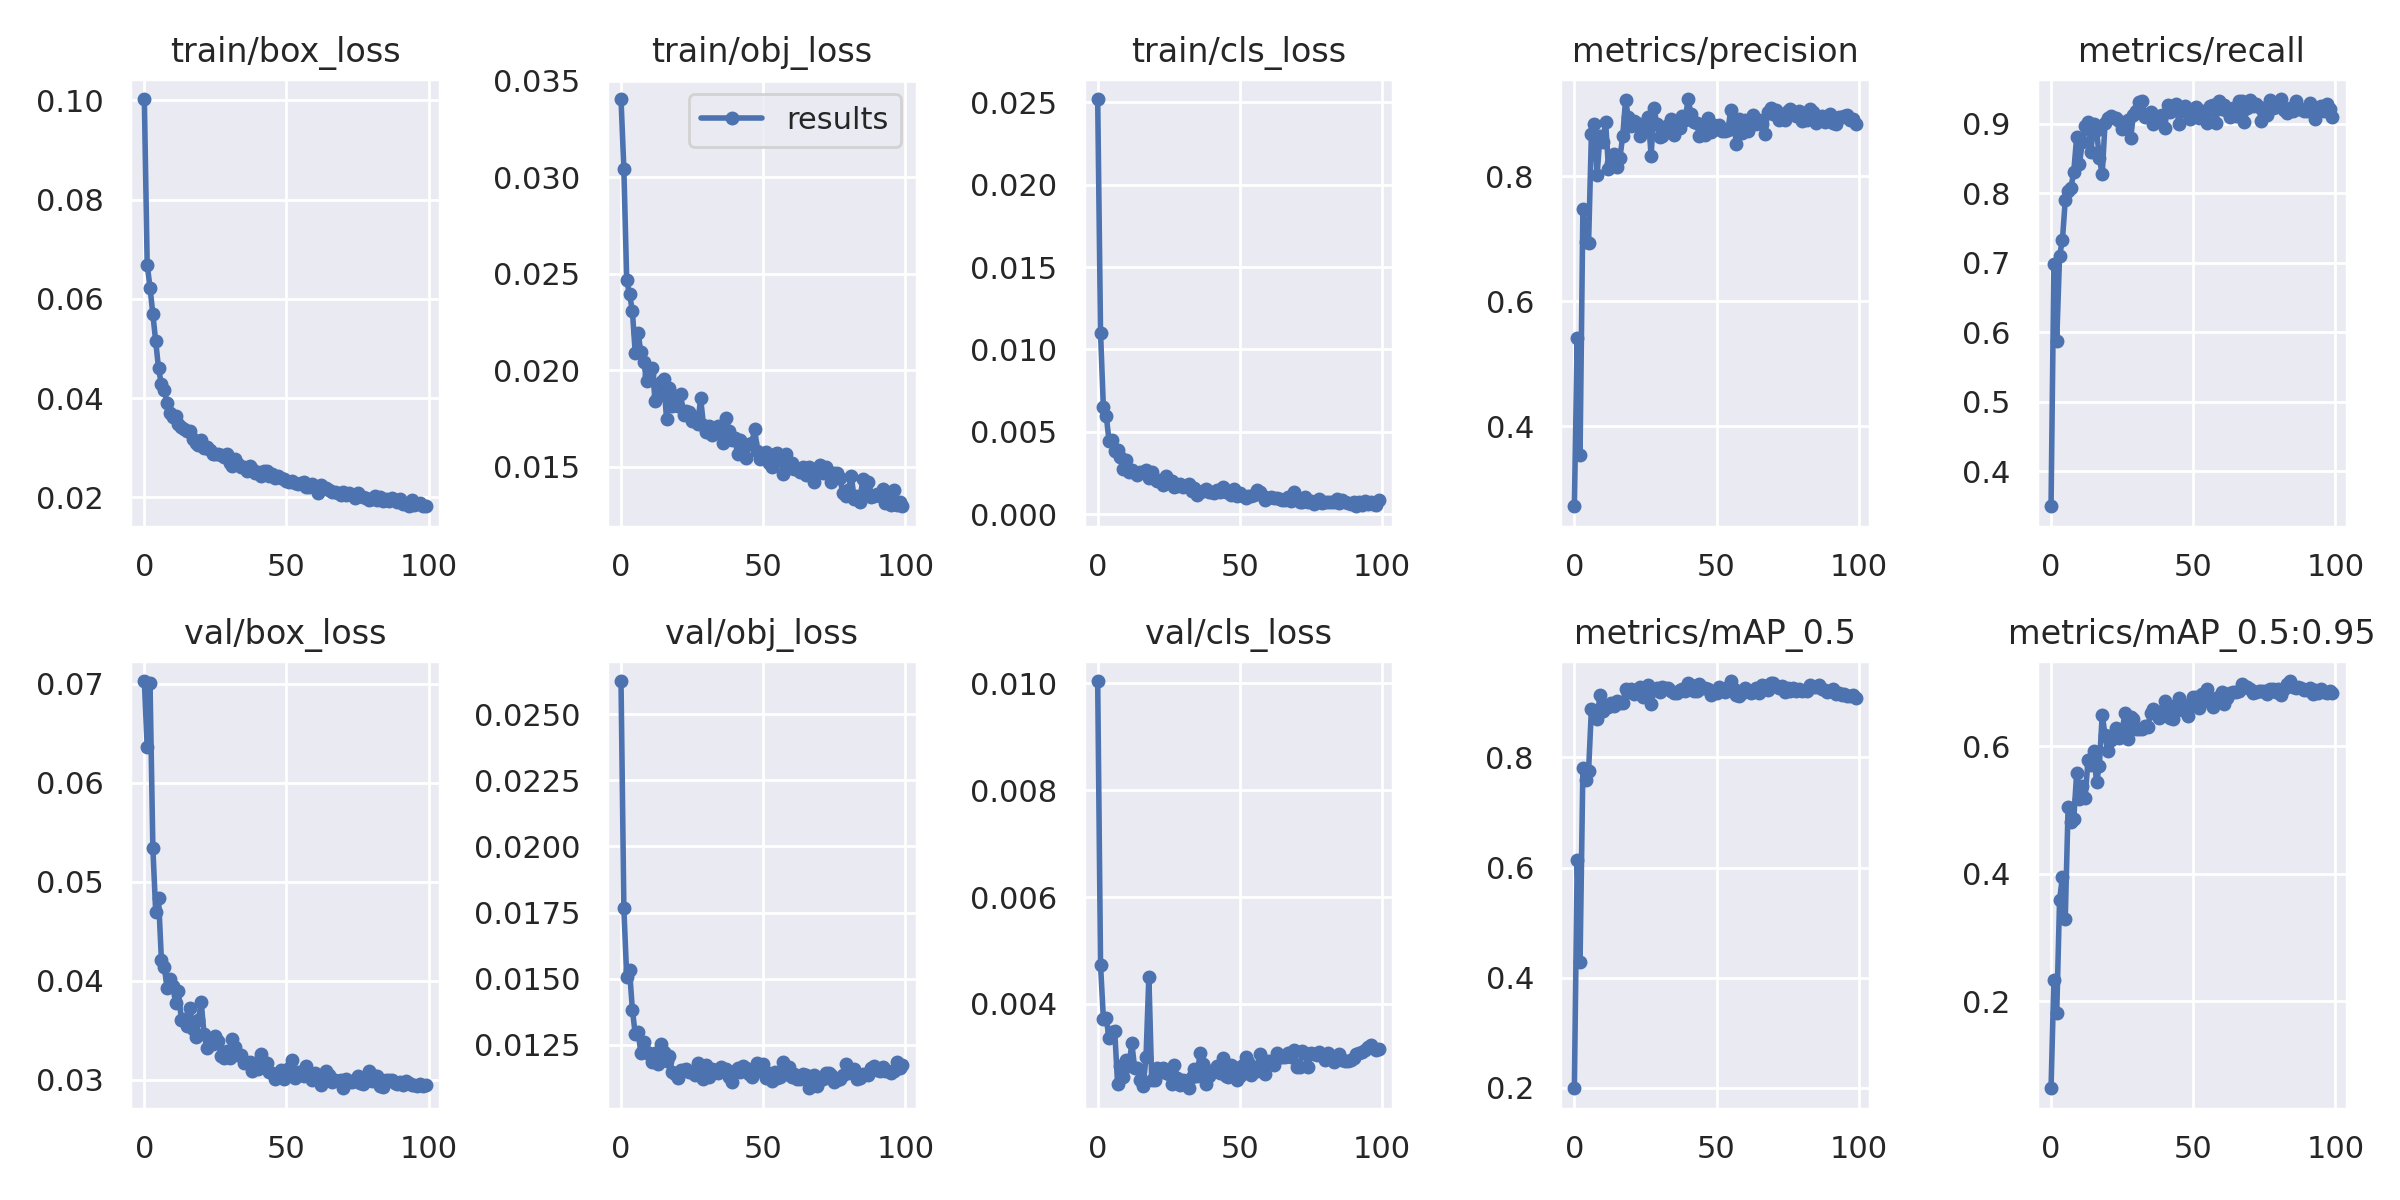 train/box_loss
0.10
0.08
0.06
0.04
0.02
0 50 100
train/obj_loss
results
0.035
0.030
0.025
0.020
0.015
0 50 100
train/cls_loss
0.025
0.020
0.015
0.010
0.005
0.000
0 50 100
metrics/precision
0.8
0.6
0.4
0 50 100
metrics/recall
0.9
0.8
0.7
0.6
0.5
0.4
0 50 100
val/box_loss
0.07
0.06
0.05
0.04
0.03
0 50 100
val/obj_loss
0.0250
0.0225
0.0200
0.0175
0.0150
0.0125
0 50 100
val/cls_loss
0.010
0.008
0.006
0.004
0 50 100
metrics/mAP_0.5
0.8
0.6
0.4
0.2
0 50 100
metrics/mAP_0.5:0.95
0.6
0.4
0.2
0 50 100